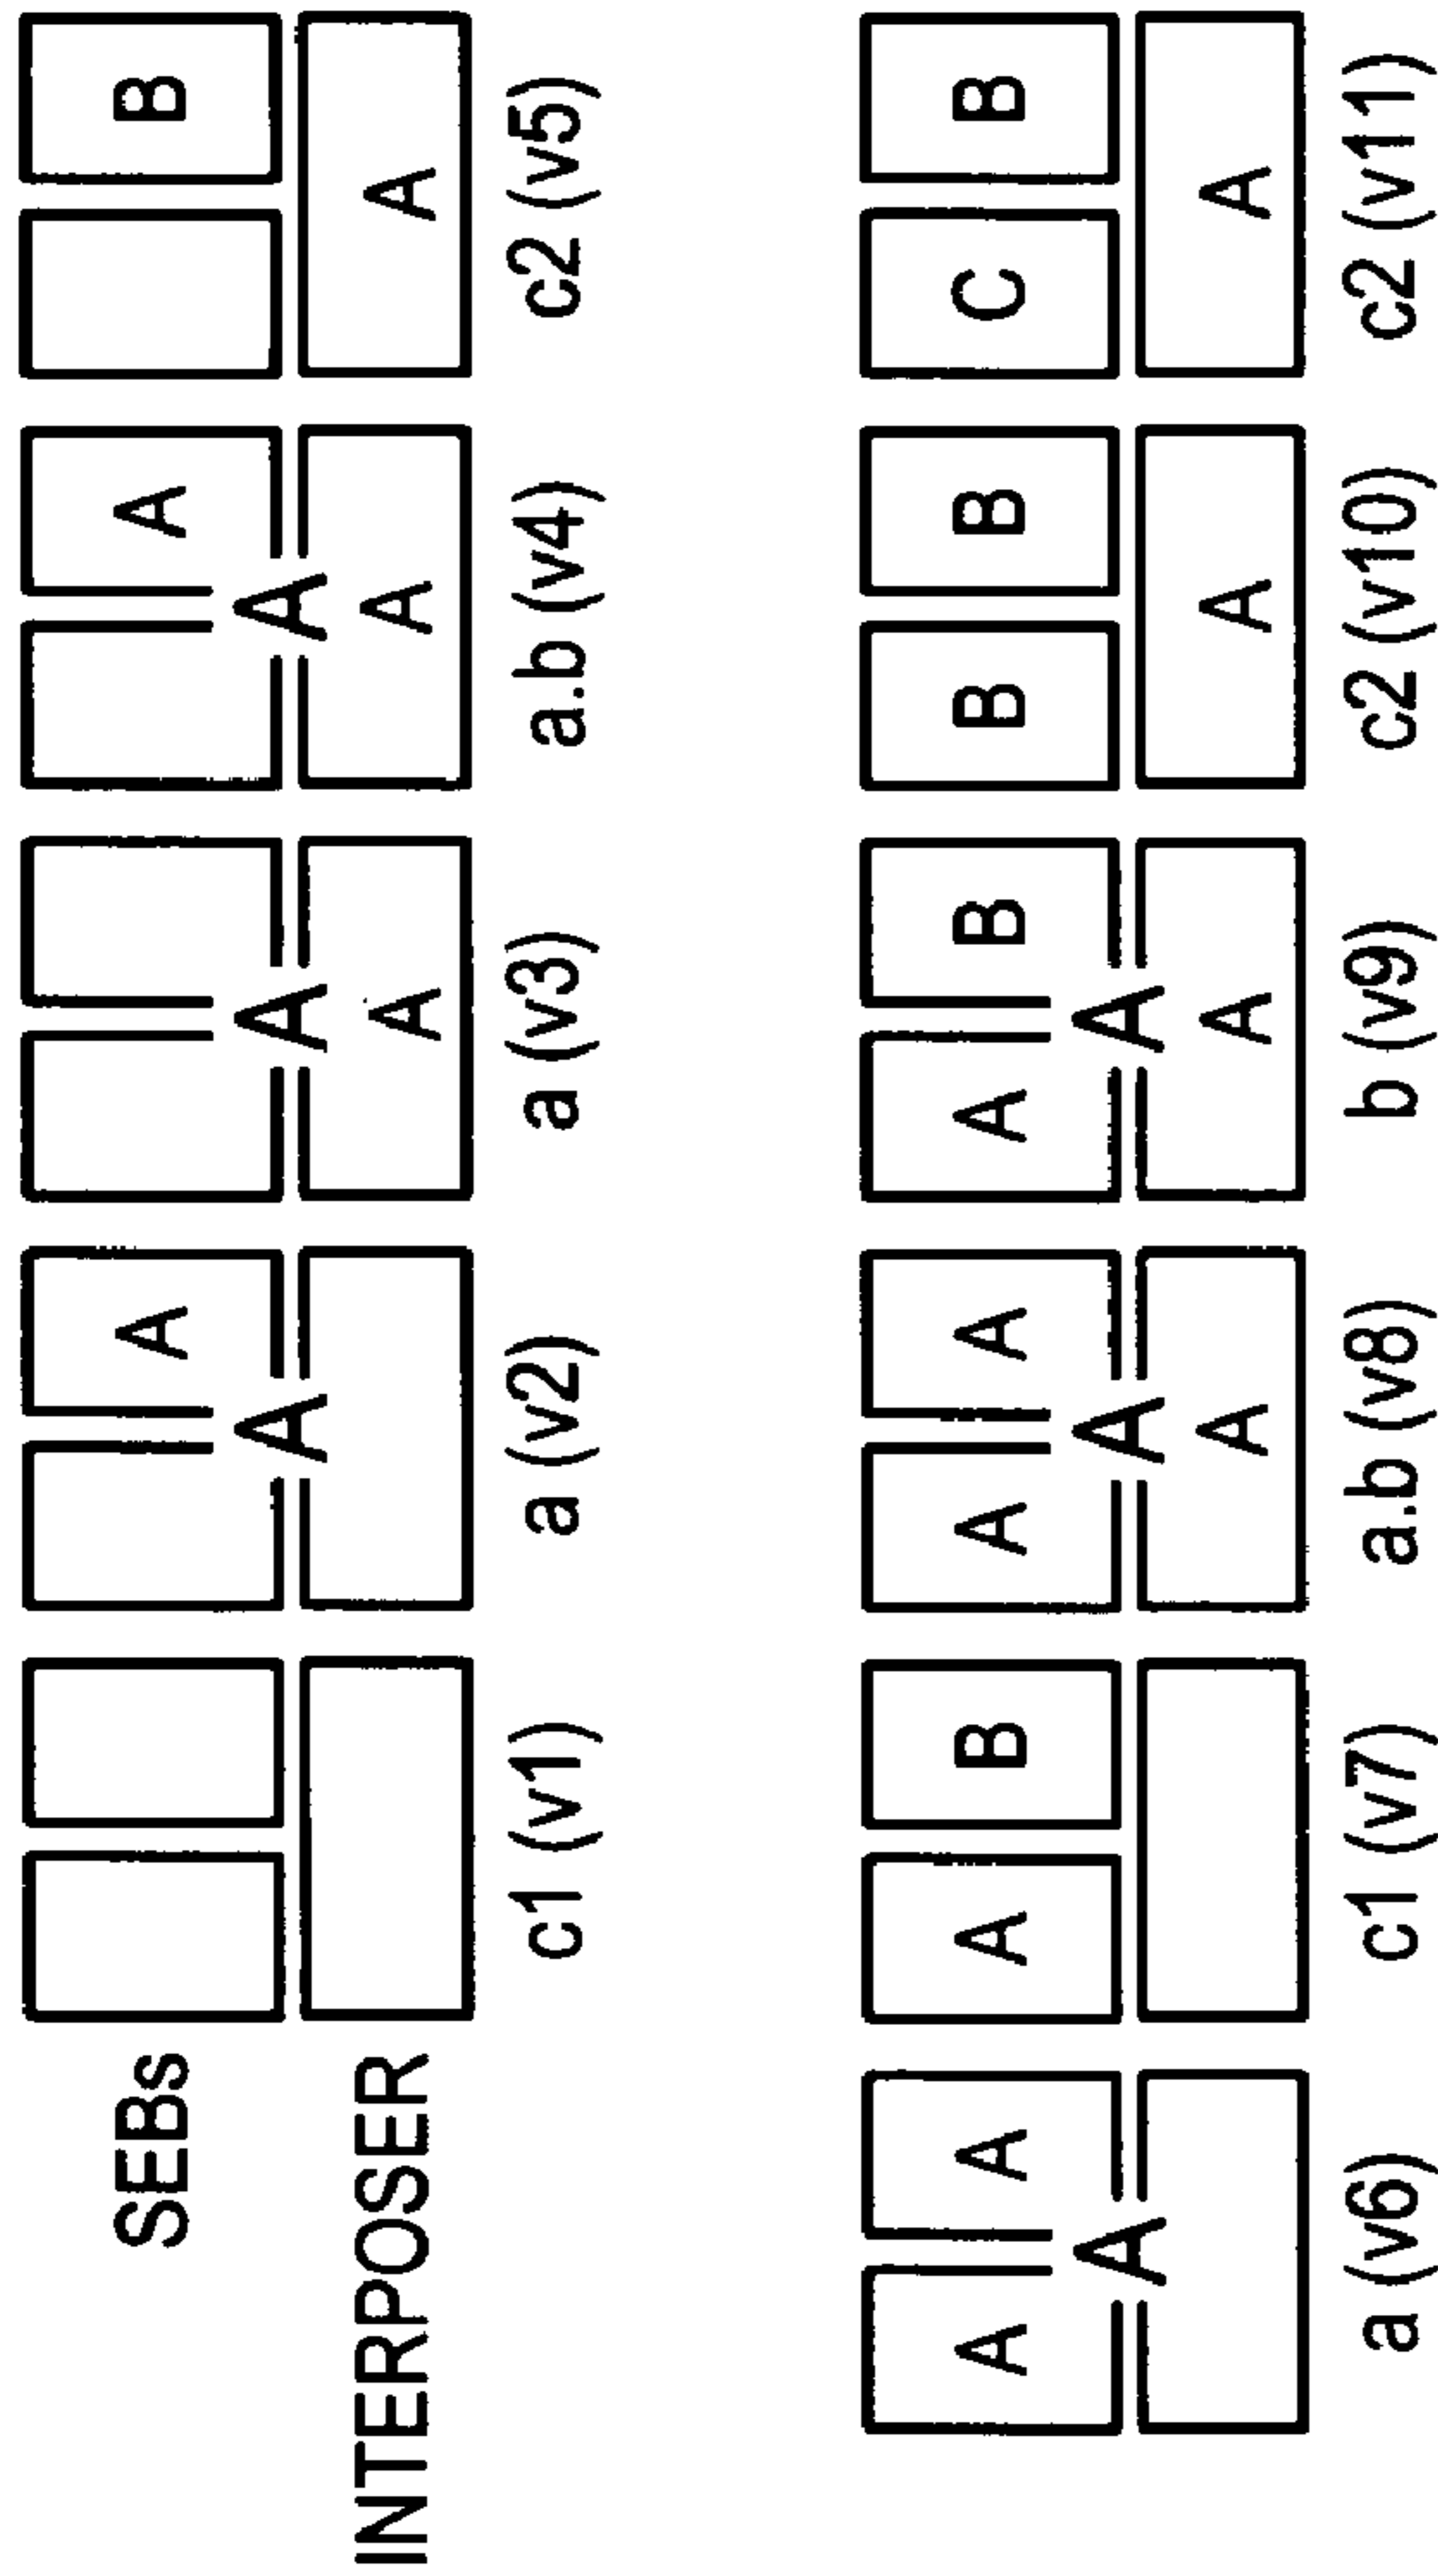 SEBs A A B
A A A
INTERPOSER A A A
c1 (v1) a (v2) a (v3) a.b (v4) c2 (v5)
A A A B A A A B B B C B
A A A
A A A A
a (v6) c1 (v7) a.b (v8) b (v9) c2 (v10) c2 (v11)